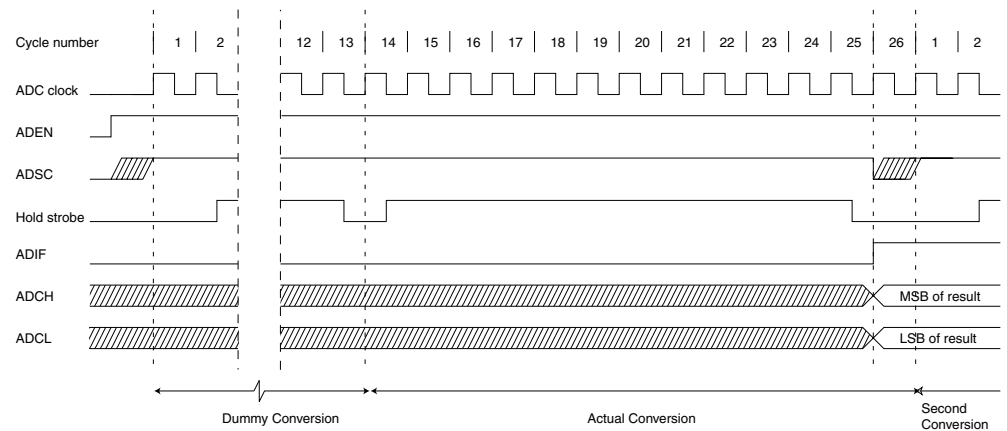 Cycle number 1 2 12 13 14 15 16 17 18 19 20 21 22 23 24 25 26 1 2
ADC clock
ADEN
ADSC
Hold strobe
ADIF
ADCH MSB of result
ADCL LSB of result
Dummy Conversion Actual Conversion Second
Conversion